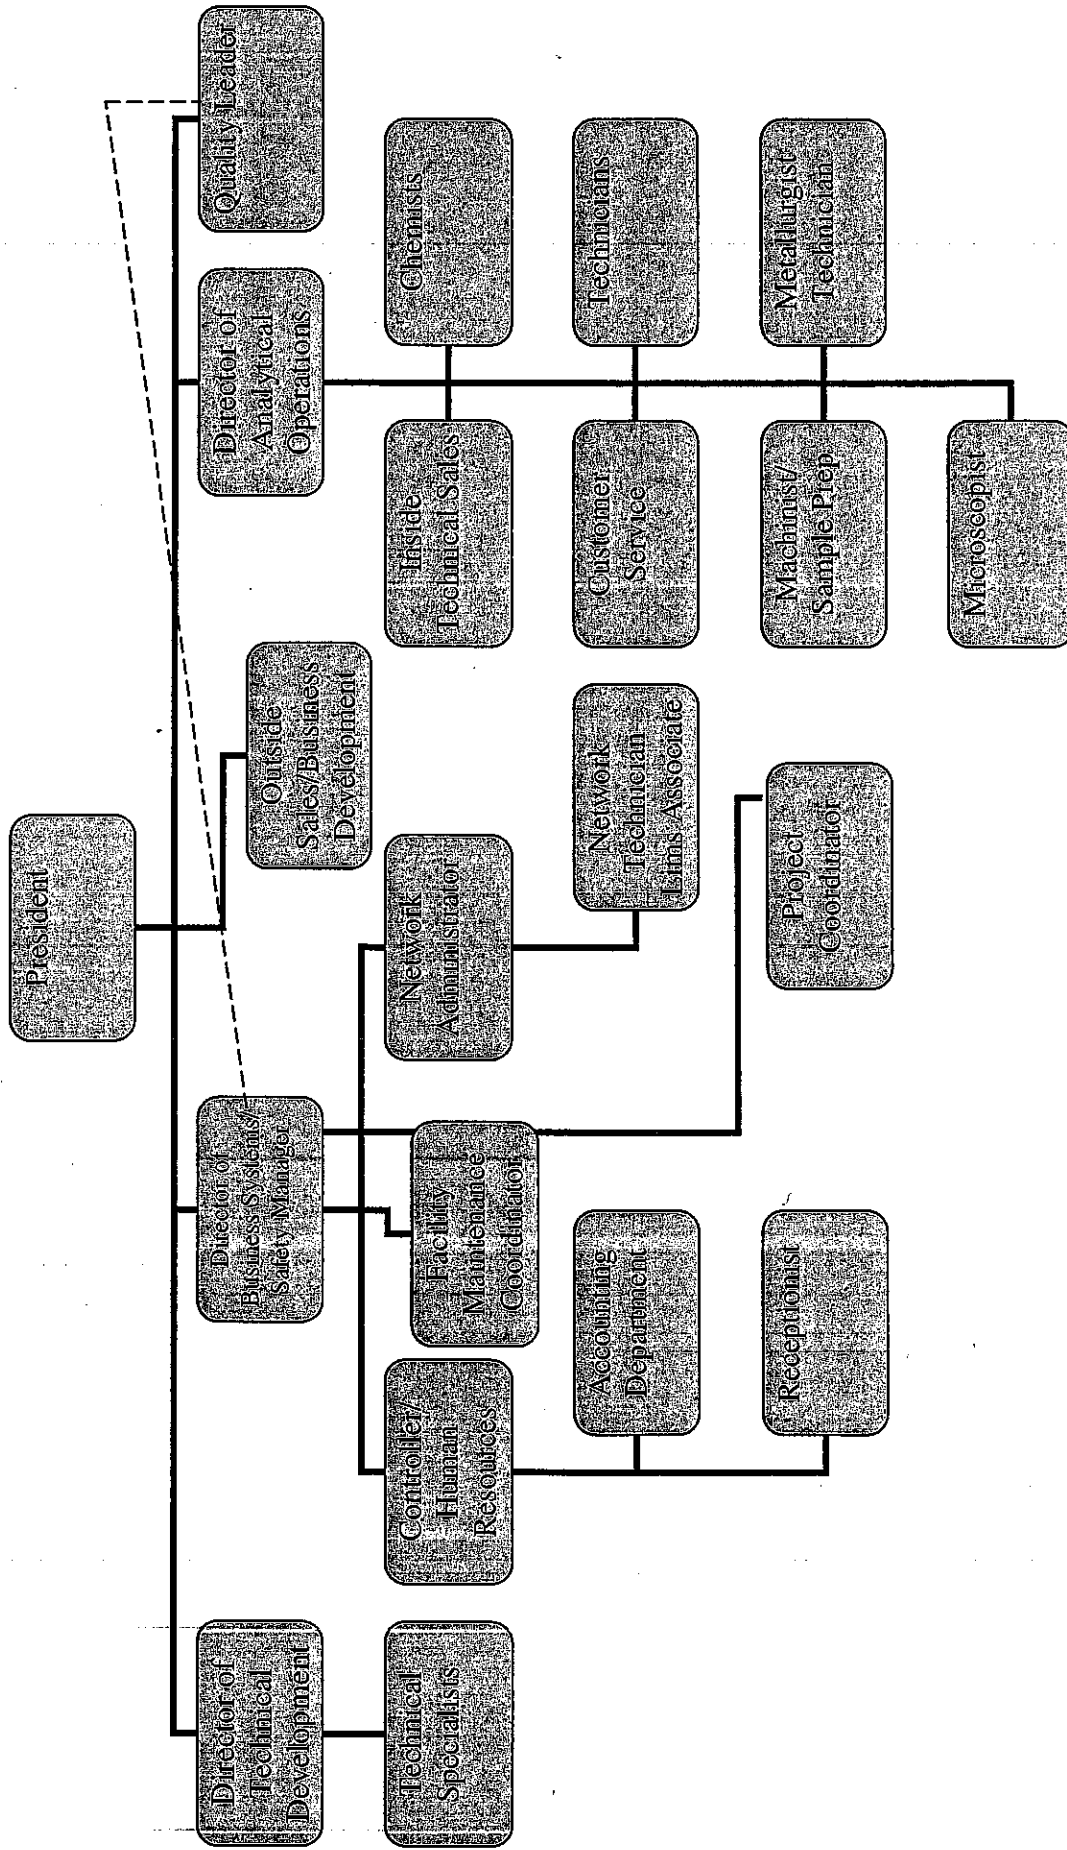 President
Director of
Technical
Development
Director of
Business Systems/
Safety Manager
Outside
Sales/Business
Development
Director of
Analytical
Operations
Quality Leader
Technical
Specialists
Controller/
Human
Resources
Facility
Maintenance
Coordinator
Network
Administrator
Inside
Technical Sales
Chemists
Accounting
Department
Network
Technician
Lims Associate
Customer
Service
Technicians
Receptionist
Project
Coordinator
Machinist/
Sample Prep
Metallurgist
Technician
Microscopist